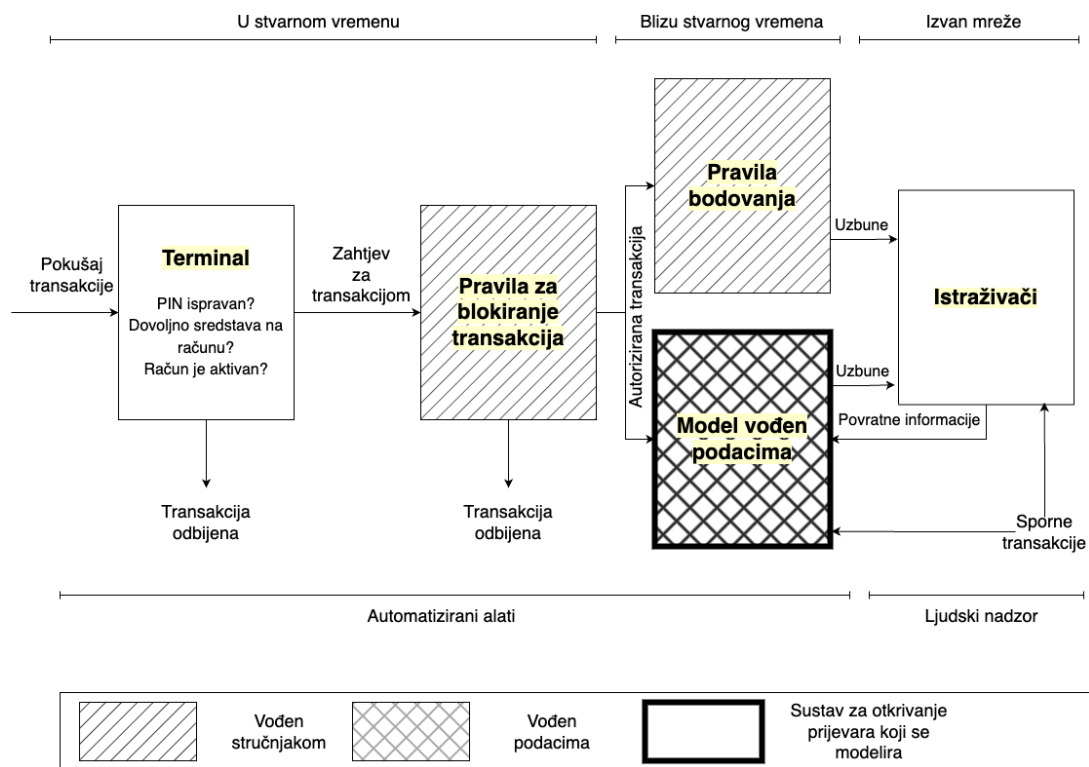 U stvarnom vremenu
Blizu stvarnog vremena
Izvan mreže
Pokušaj
transakcije
Terminal
PIN ispravan?
Dovoljno sredstava na
računu?
Račun je aktivan?
Transakcija
odbijena
Zahtjev
za
transakcijom
Pravila za
blokiranje
transakcija
Transakcija
odbijena
Autorizirana transakcija
Pravila
bodovanja
Uzbune
Model vođen
podacima
Uzbune
Povratne informacije
Istraživači
Sporne
transakcije
Automatizirani alati
Ljudski nadzor
Vođen
stručnjakom
Vođen
podacima
Sustav za otkrivanje
prijevara koji se
modelira